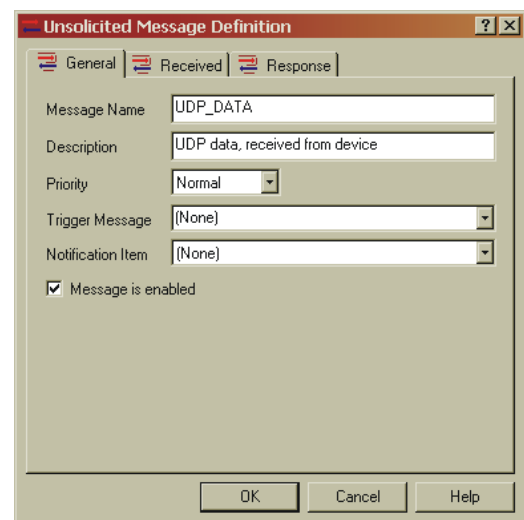 Unsolicited Message Definition ? ×
General Received Response
Message Name UDP_DATA
Description UDP data, received from device
Priority Normal
Trigger Message (None)
Notification Item (None)
Message is enabled
OK Cancel Help